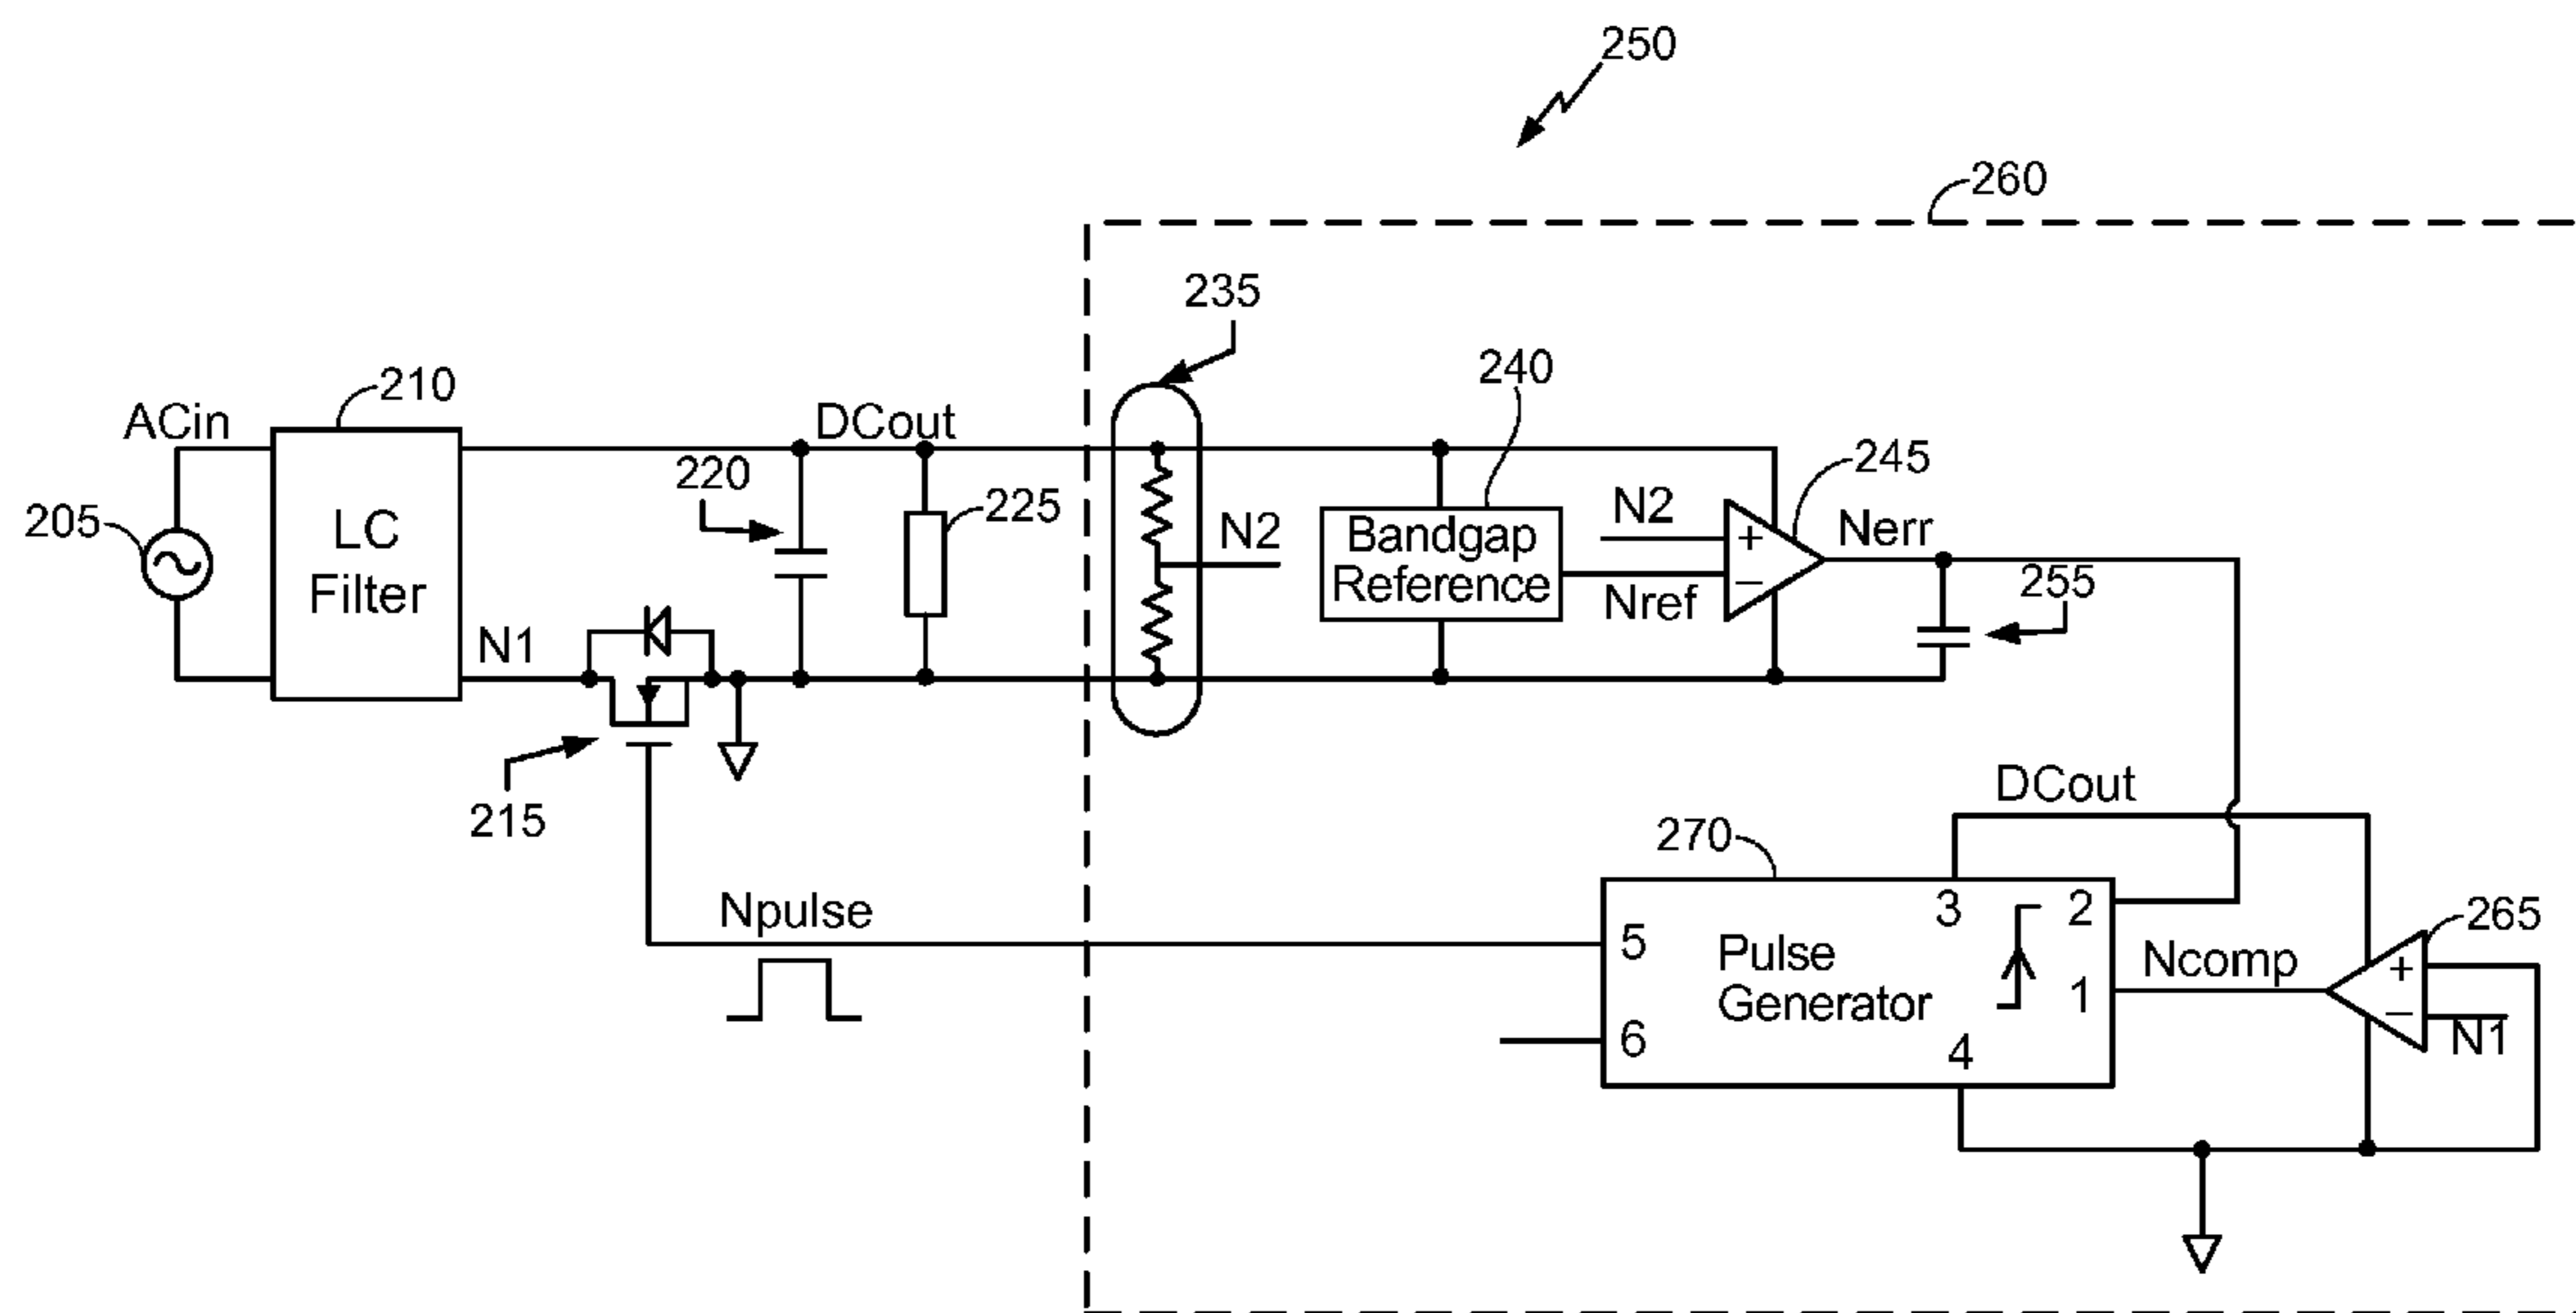 250
260
235
240
210
ACin
DCout
245
220
N2
225
205
LC
Filter
N2
Bandgap
Reference
+
−
Nerr
Nref
255
N1
215
DCout
270
Npulse
3
2
265
5
Pulse
Generator
Ncomp
+
1
−
N1
6
4